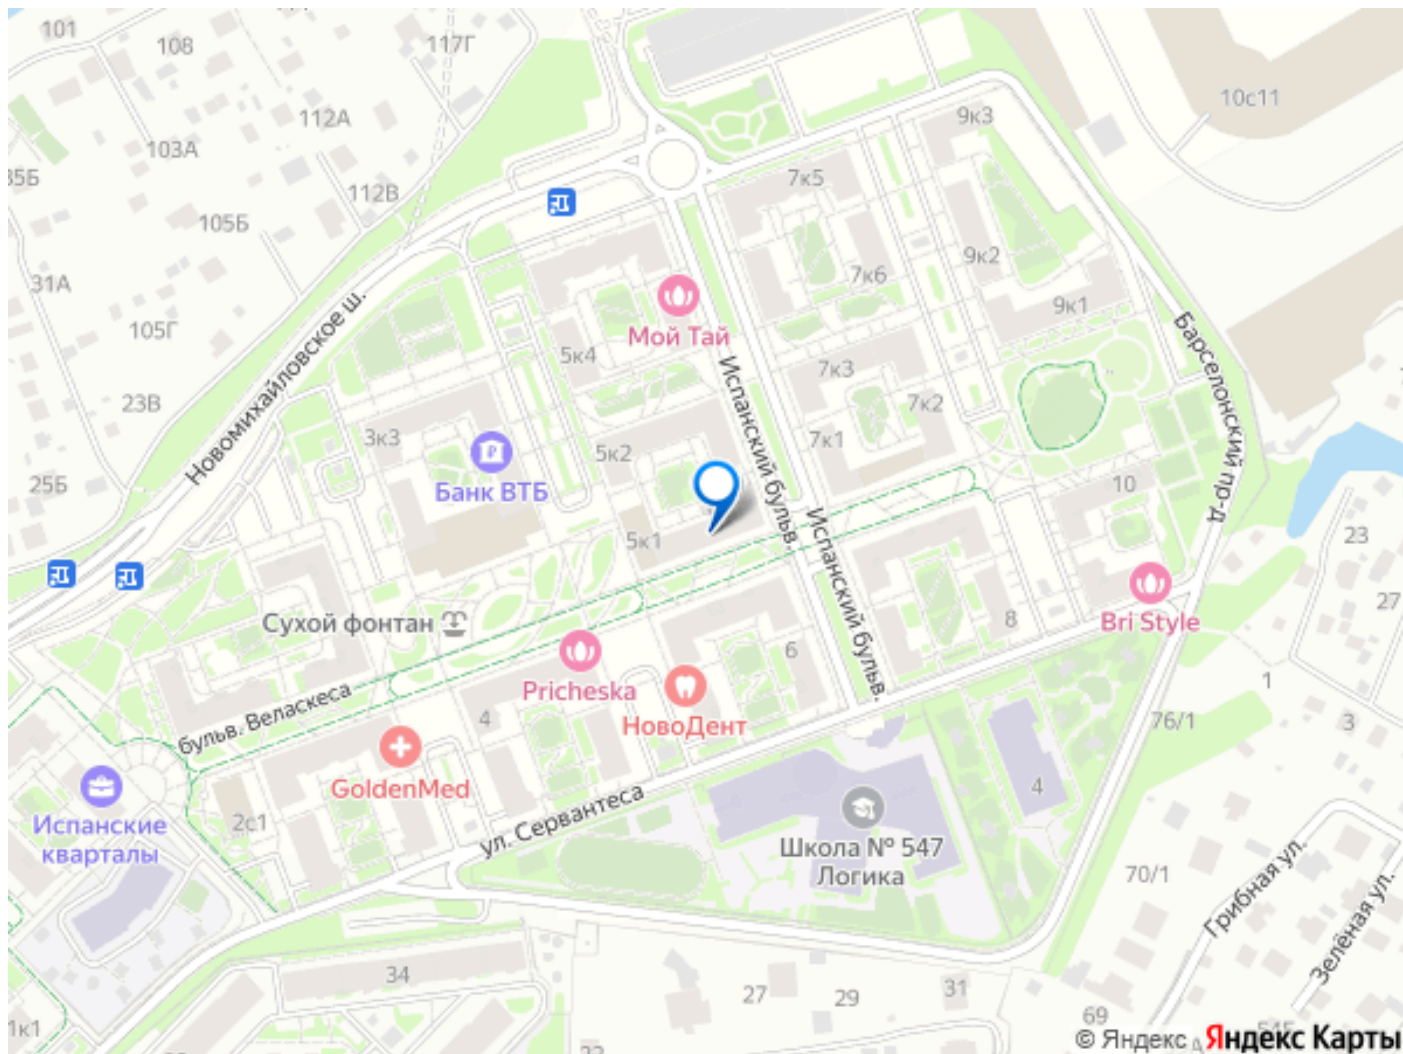 101
108
117Г
112А
103А
35Б
112В
105Б
31А
105Г
23В
25Б
Новомихайловское ш.
10с11
9к3
7к5
7к6
9к2
9к1
Мой Тай
5к4
Испанский бульв.
7к3
7к2
7к1
Барселонский пр-д
3к3
Банк ВТБ
5к2
5к1
Испанский бульв.
10
23
27
Сухой фонтан
Bri Style
8
6
1
3
76/1
бульв. Веласкеса
Pricheska
4
НовоДент
GoldenMed
2с1
ул. Сервантеса
Испанские
кварталы
Школа № 547
Логика
4
70/1
Грибная ул.
Зелёная ул.
34
27
29
31
69
1к1
© Яндекс
Яндекс Карты